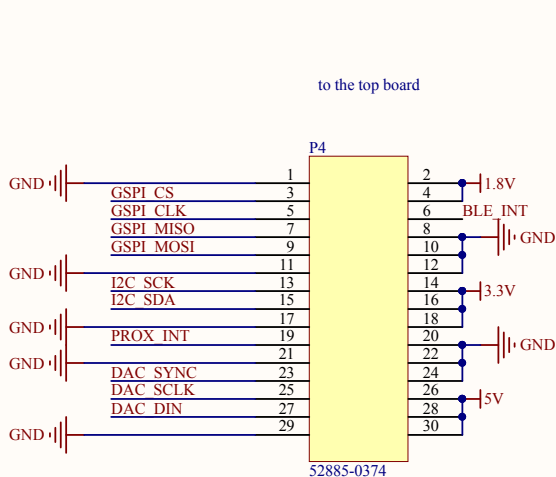 to the top board
P4
GND 1 2 1.8V
GSPI_CS 3 4
GSPI_CLK 5 6 BLE_INT
GSPI_MISO 7 8 GND
GSPI_MOSI 9 10
GND 11 12
I2C_SCK 13 14 3.3V
I2C_SDA 15 16
GND 17 18
PROX_INT 19 20 GND
GND 21 22
DAC_SYNC 23 24
DAC_SCLK 25 26 5V
DAC_DIN 27 28
GND 29 30
52885-0374